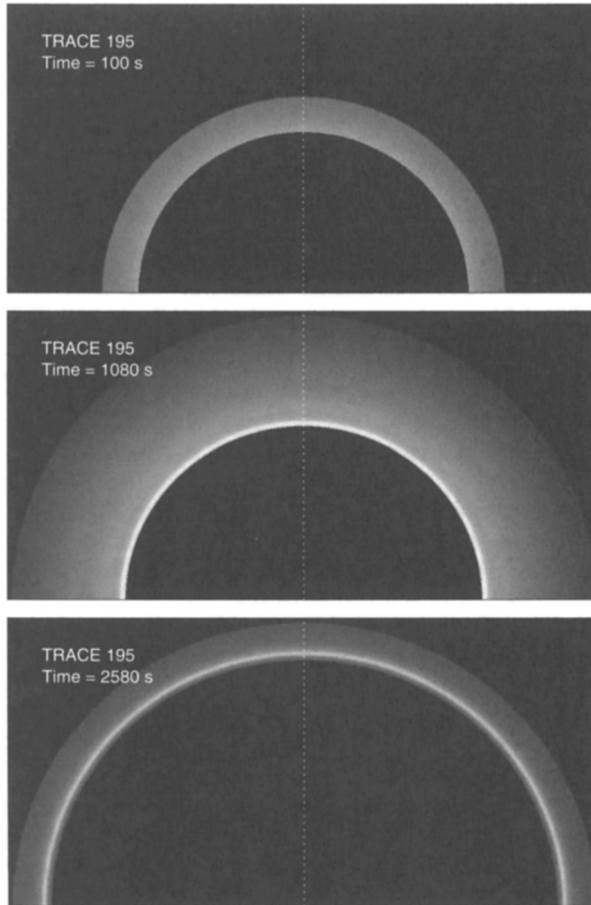 TRACE 195
Time = 100 s
TRACE 195
Time = 1080 s
TRACE 195
Time = 2580 s